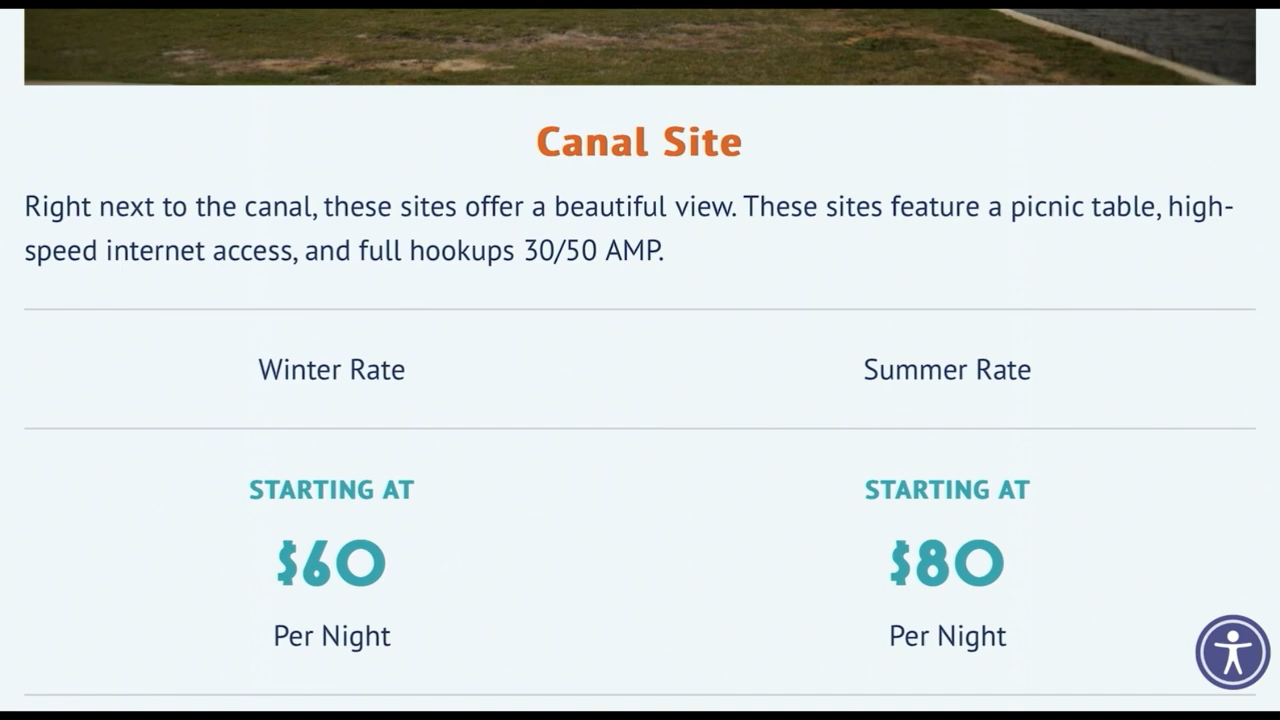 Canal Site
Right next to the canal, these sites offer a beautiful view. These sites feature a picnic table, high-
speed internet access, and full hookups 30/50 AMP.
Winter Rate
Summer Rate
STARTING AT
$60
Per Night
STARTING AT
$80
Per Night